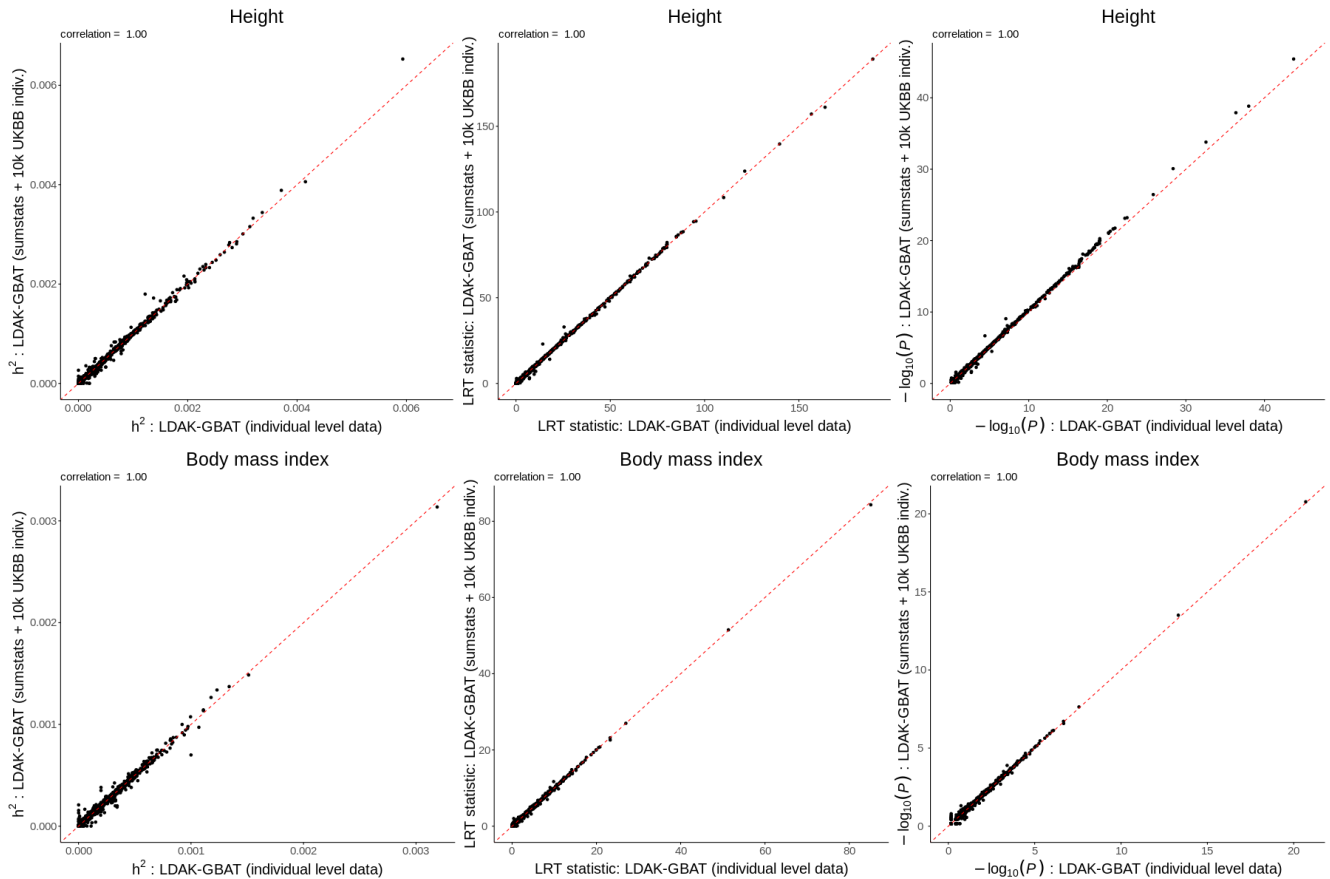 Height
correlation = 1.00
h² : LDAK-GBAT (sumstats + 10k UKBB indiv.)
0.006
0.004
0.002
0.000
0.000 0.002 0.004 0.006
h² : LDAK-GBAT (individual level data)
Height
correlation = 1.00
LRT statistic: LDAK-GBAT (sumstats + 10k UKBB indiv.)
150
100
50
0
0 50 100 150
LRT statistic: LDAK-GBAT (individual level data)
Height
correlation = 1.00
− log₁₀(P) : LDAK-GBAT (sumstats + 10k UKBB indiv.)
40
30
20
10
0
0 10 20 30 40
− log₁₀(P) : LDAK-GBAT (individual level data)
Body mass index
correlation = 1.00
h² : LDAK-GBAT (sumstats + 10k UKBB indiv.)
0.003
0.002
0.001
0.000
0.000 0.001 0.002 0.003
h² : LDAK-GBAT (individual level data)
Body mass index
correlation = 1.00
LRT statistic: LDAK-GBAT (sumstats + 10k UKBB indiv.)
80
60
40
20
0
0 20 40 60 80
LRT statistic: LDAK-GBAT (individual level data)
Body mass index
correlation = 1.00
− log₁₀(P) : LDAK-GBAT (sumstats + 10k UKBB indiv.)
20
15
10
5
0
0 5 10 15 20
− log₁₀(P) : LDAK-GBAT (individual level data)